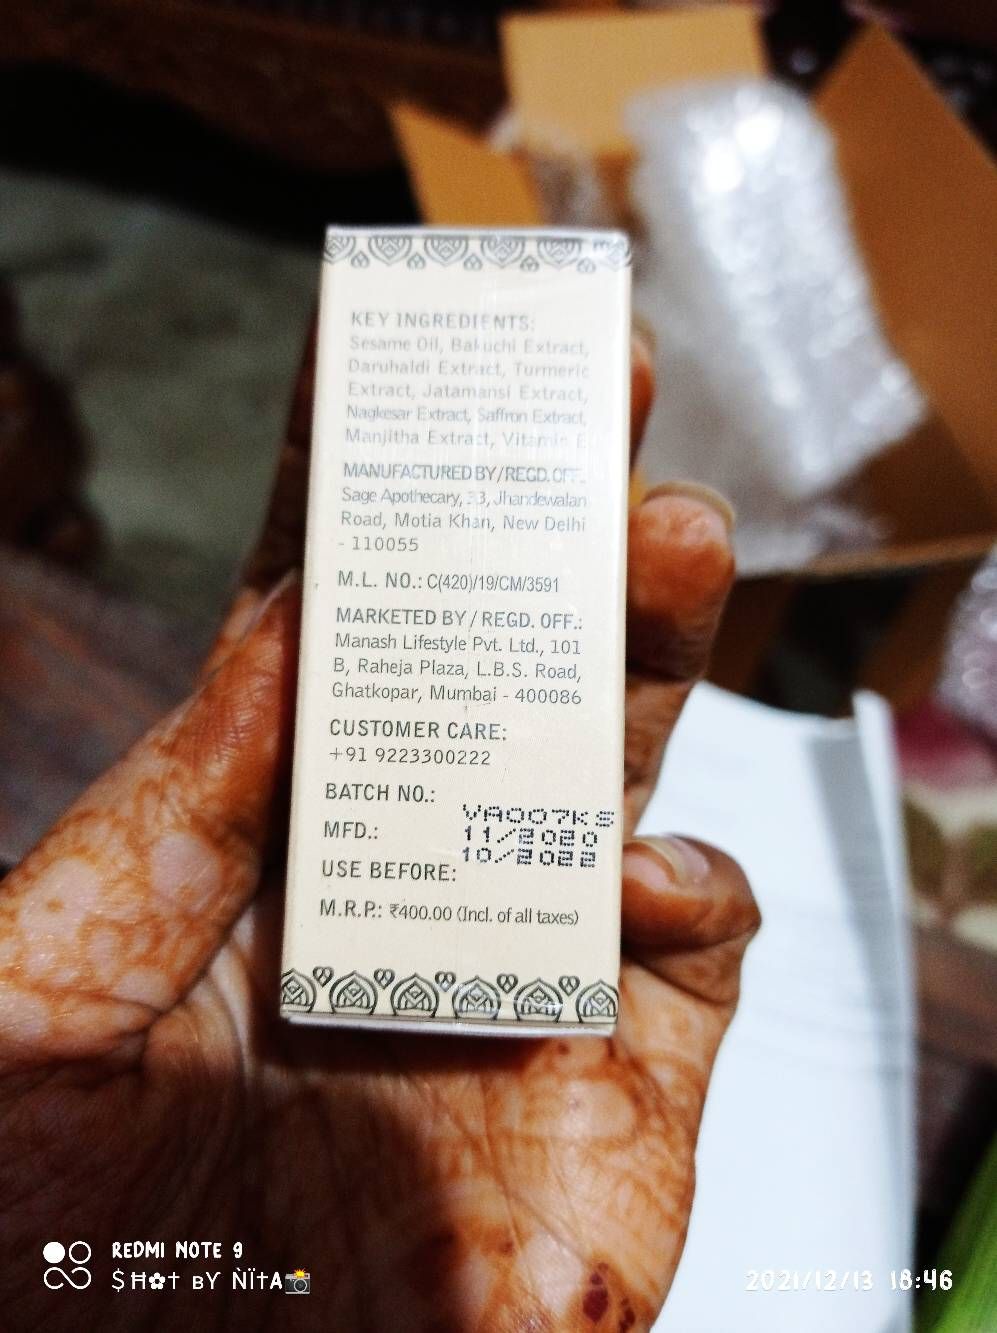 KEY INGREDIENTS:
Sesame Oil, Bakuchi Extract,
Daruhaldi Extract, Turmeric
Extract, Jatamansi Extract,
Nagkesar Extract, Saffron Extract,
Manjitha Extract, Vitamin E
MANUFACTURED BY / REGD. OFF.:
Sage Apothecary, Jhandewalan
Road, Motia Khan, New Delhi
- 110055
M.L. NO.: C(420)/19/CM/3591
MARKETED BY / REGD. OFF.:
Manash Lifestyle Pvt. Ltd., 101
B, Raheja Plaza, L.B.S. Road,
Ghatkopar, Mumbai - 400086
CUSTOMER CARE:
+91 9223300222
BATCH NO.: VA007KS
MFD.: 11/2020
USE BEFORE: 10/2022
M.R.P.: ₹400.00 (Incl. of all taxes)
REDMI NOTE 9
$Ħ✿† вY ÑÏ†A📸
2021/12/13 18:46